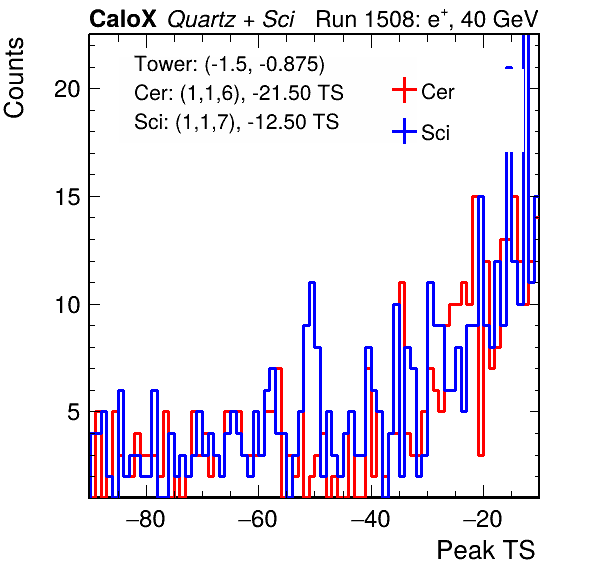 CaloX Quartz + Sci Run 1508: e⁺, 40 GeV
Counts
Tower: (-1.5, -0.875)
Cer: (1,1,6), -21.50 TS
Sci: (1,1,7), -12.50 TS
Cer
Sci
20
15
10
5
−80 −60 −40 −20
Peak TS